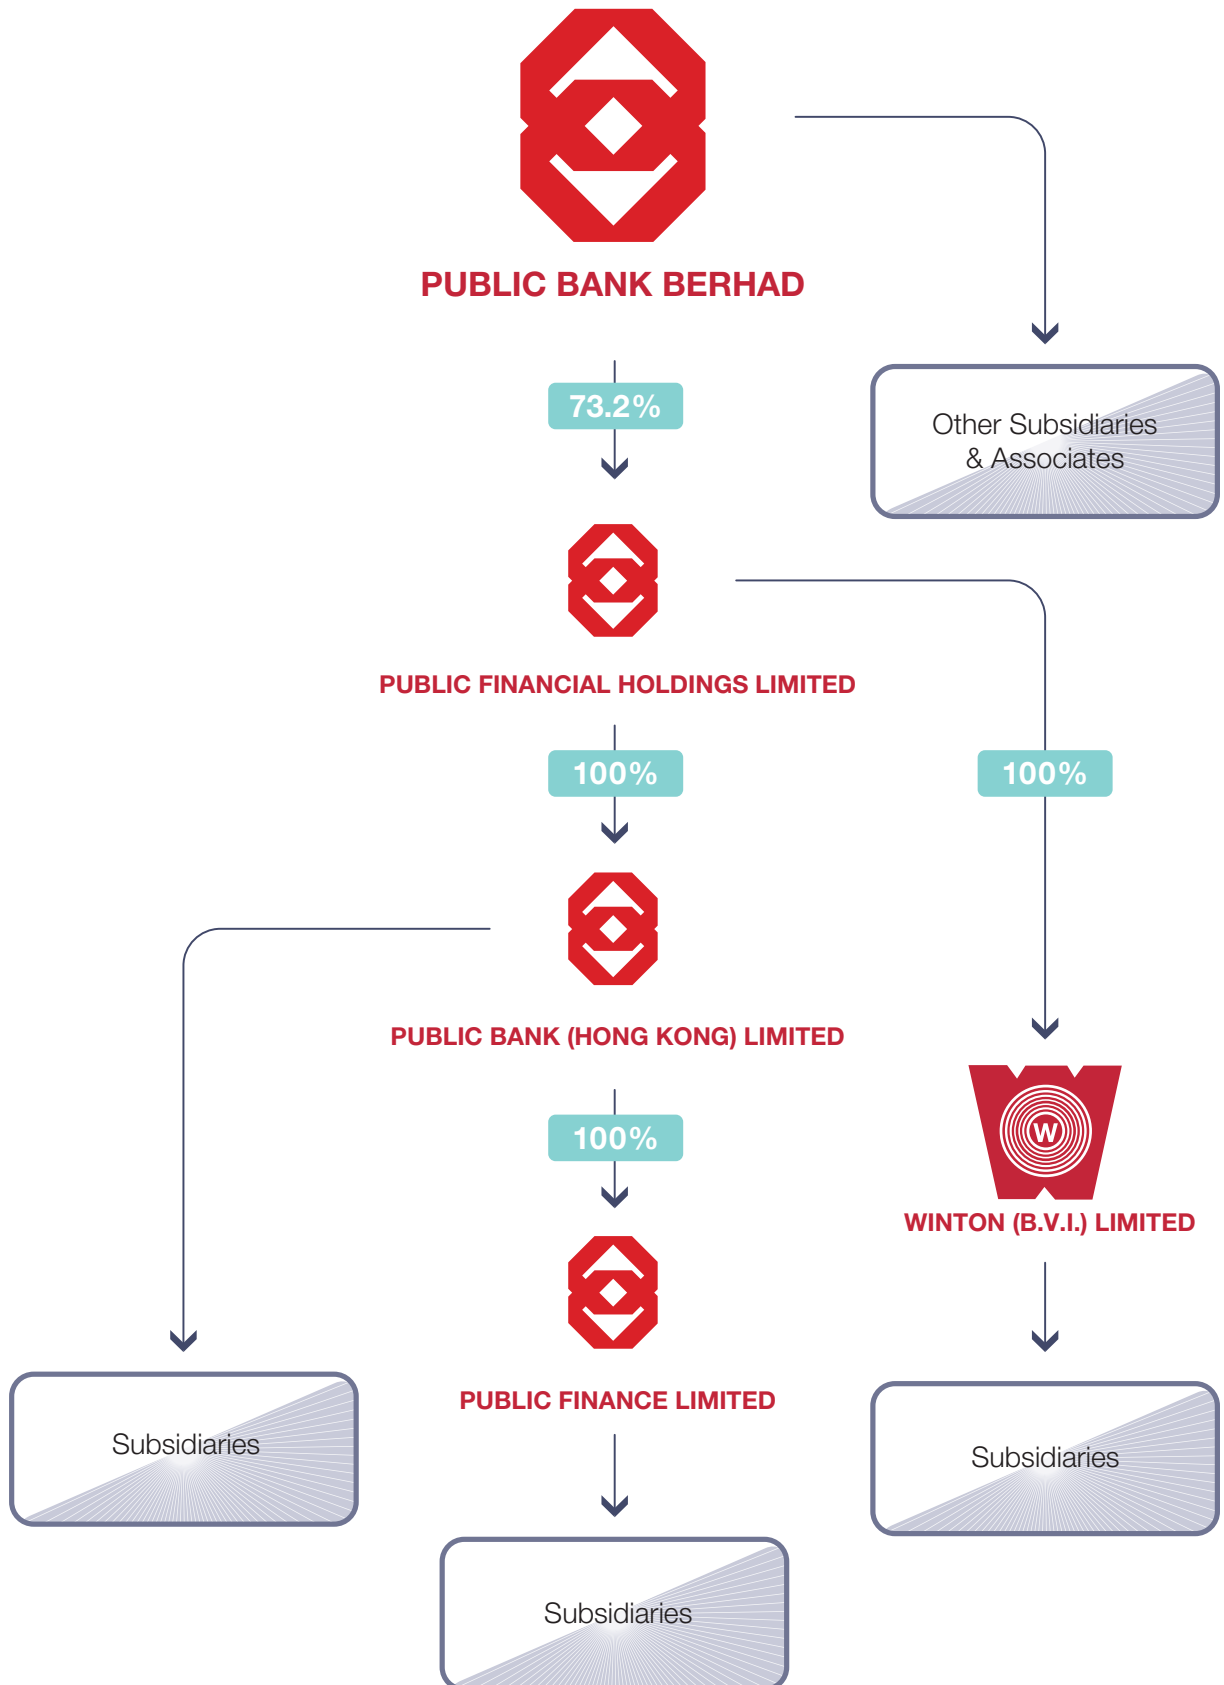 PUBLIC BANK BERHAD
73.2%
Other Subsidiaries
& Associates
PUBLIC FINANCIAL HOLDINGS LIMITED
100%
100%
PUBLIC BANK (HONG KONG) LIMITED
100%
W
WINTON (B.V.I.) LIMITED
PUBLIC FINANCE LIMITED
Subsidiaries
Subsidiaries
Subsidiaries